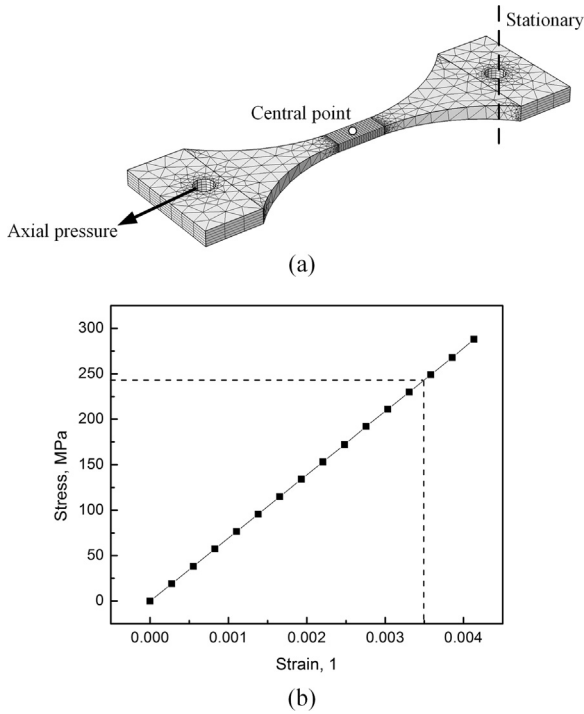 Stationary
Central point
Axial pressure
(a)
300
250
200
150
100
50
0
Stress, MPa
0.000 0.001 0.002 0.003 0.004
Strain, 1
(b)